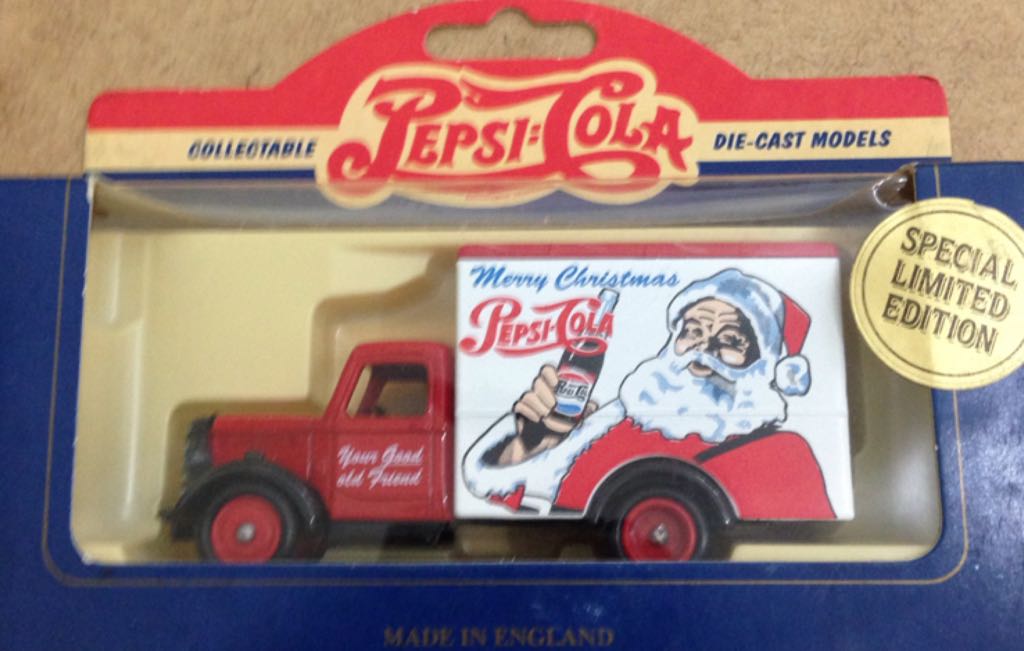 COLLECTABLE
PEPSI-COLA
DIE-CAST MODELS
SPECIAL
LIMITED
EDITION
Merry Christmas
PEPSI-COLA
Your Good
old Friend
MADE IN ENGLAND